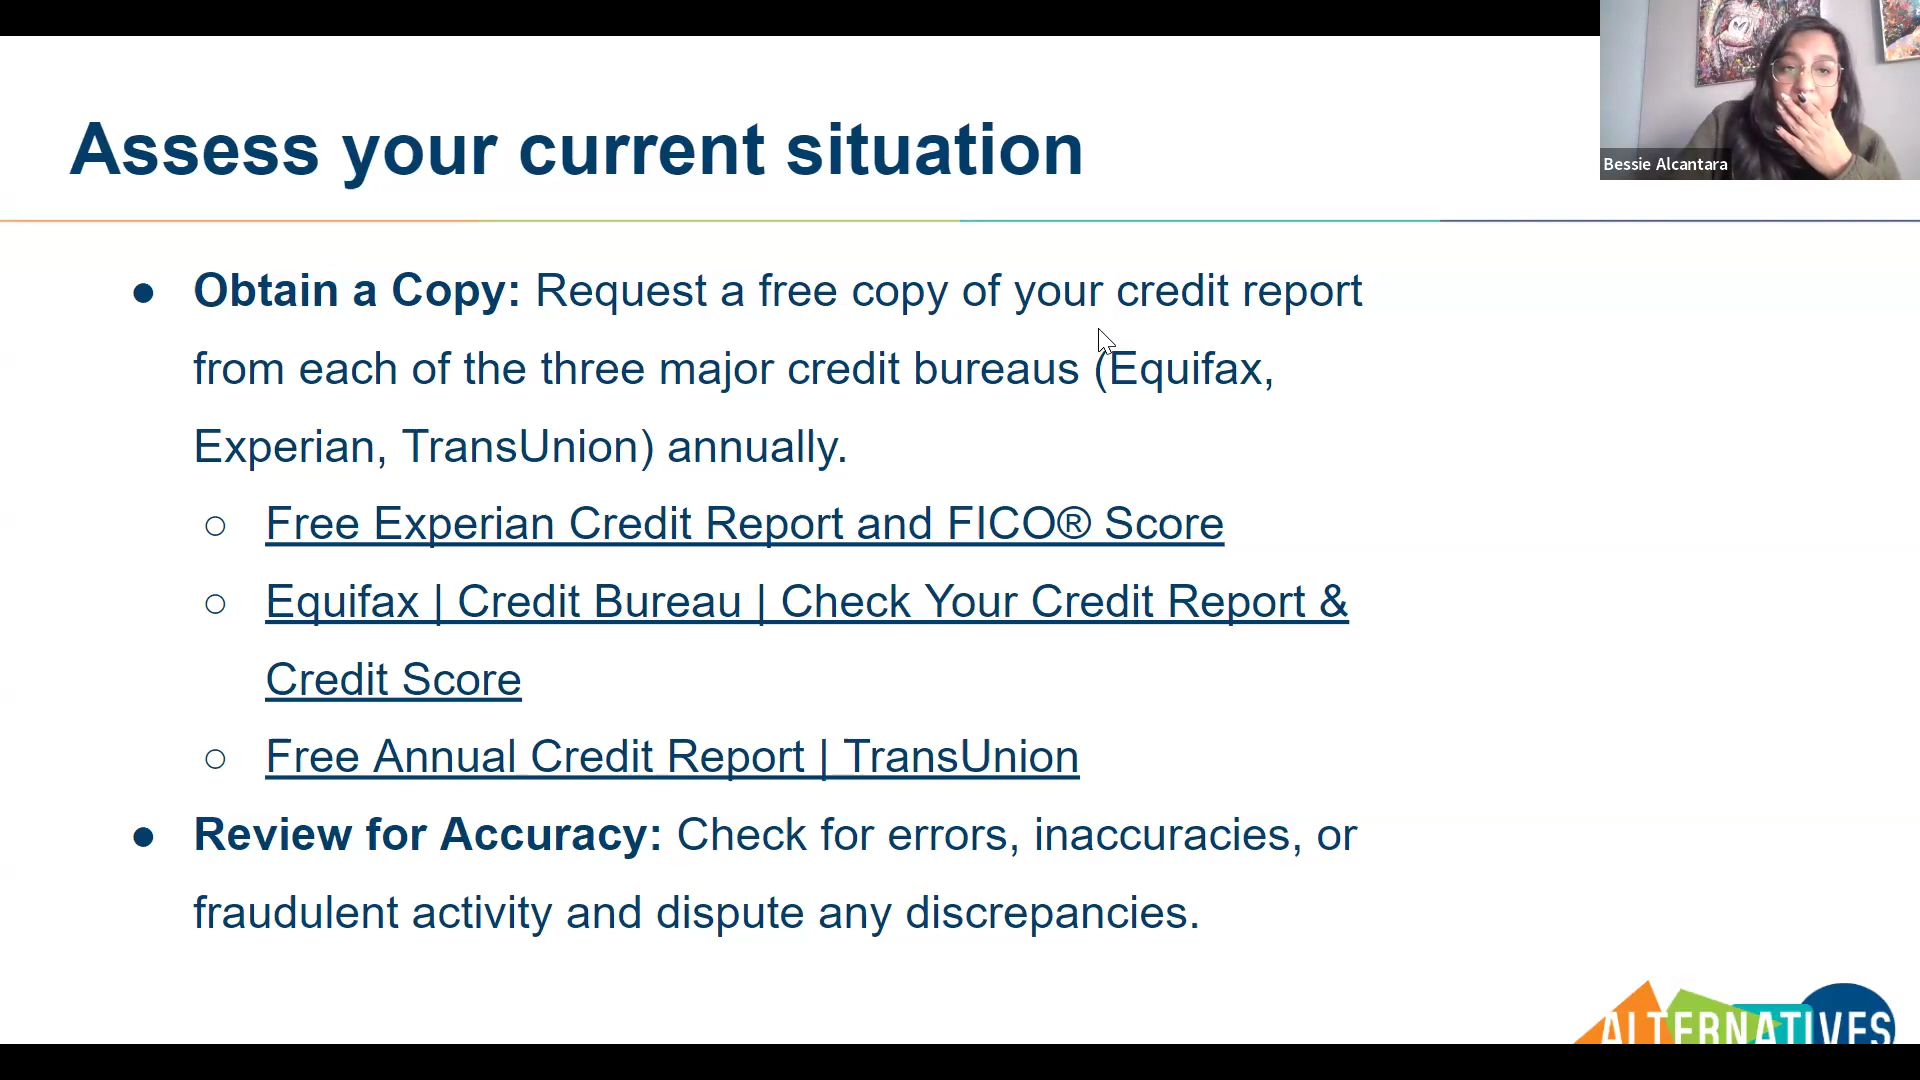 Assess your current situation
Bessie Alcantara
● Obtain a Copy: Request a free copy of your credit report
from each of the three major credit bureaus (Equifax,
Experian, TransUnion) annually.
○ Free Experian Credit Report and FICO® Score
○ Equifax | Credit Bureau | Check Your Credit Report &
Credit Score
○ Free Annual Credit Report | TransUnion
● Review for Accuracy: Check for errors, inaccuracies, or
fraudulent activity and dispute any discrepancies.
ALTERNATIVES